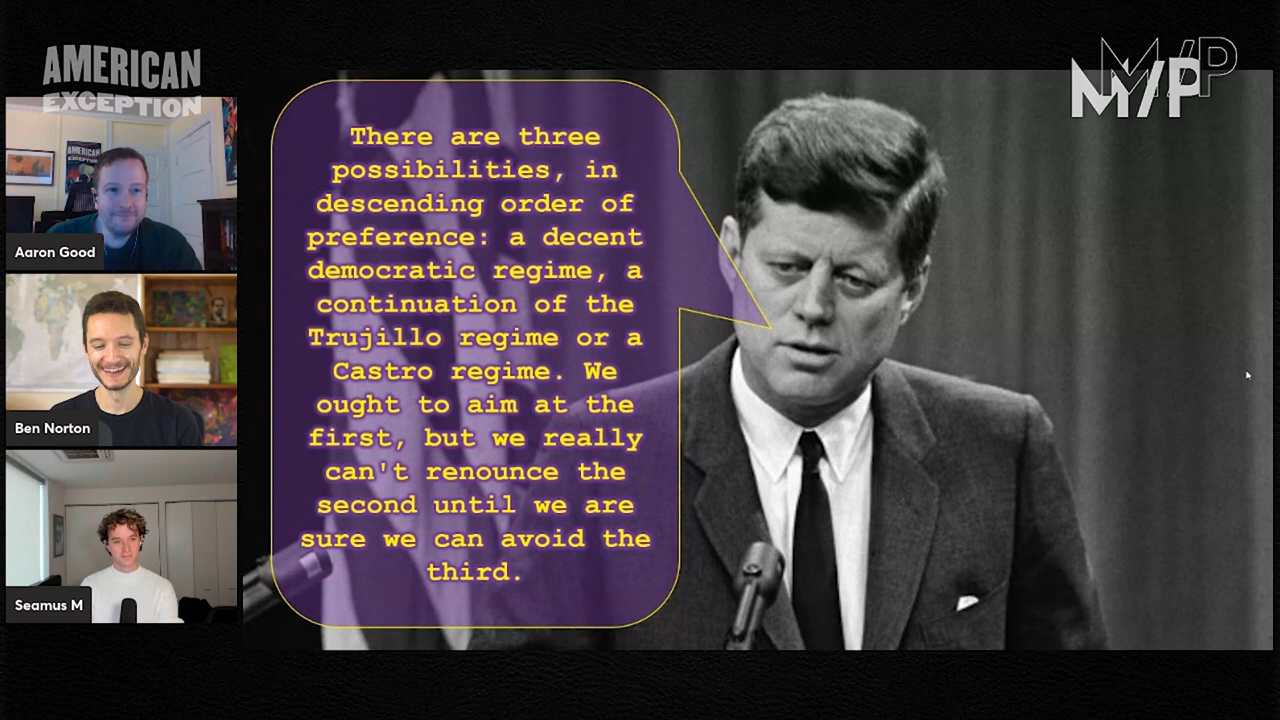 AMERICAN
EXCEPTION
M/P
M/P
There are three
possibilities, in
descending order of
preference: a decent
democratic regime, a
continuation of the
Trujillo regime or a
Castro regime. We
ought to aim at the
first, but we really
can't renounce the
second until we are
sure we can avoid the
third.
AMERICAN
EXCEPTION
Aaron Good
Ben Norton
Seamus M